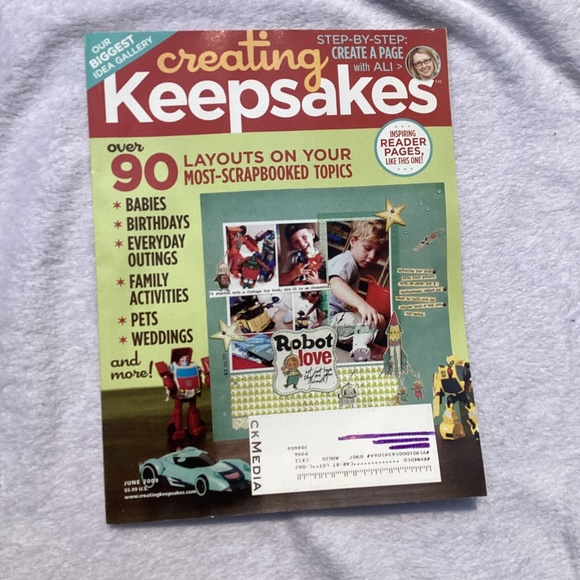 OUR
BIGGEST
IDEA GALLERY
creating
Keepsakes™
STEP-BY-STEP:
CREATE A PAGE
with ALI >
INSPIRING
READER
PAGES,
LIKE THIS ONE!
over
90 LAYOUTS ON YOUR
MOST-SCRAPBOOKED TOPICS
* BABIES
* BIRTHDAYS
* EVERYDAY
OUTINGS
* FAMILY
ACTIVITIES
* PETS
* WEDDINGS
and
more!
Robot
love
CKMEDIA
JUNE 2009
$5.99 U.S.
www.creatingkeepsakes.com